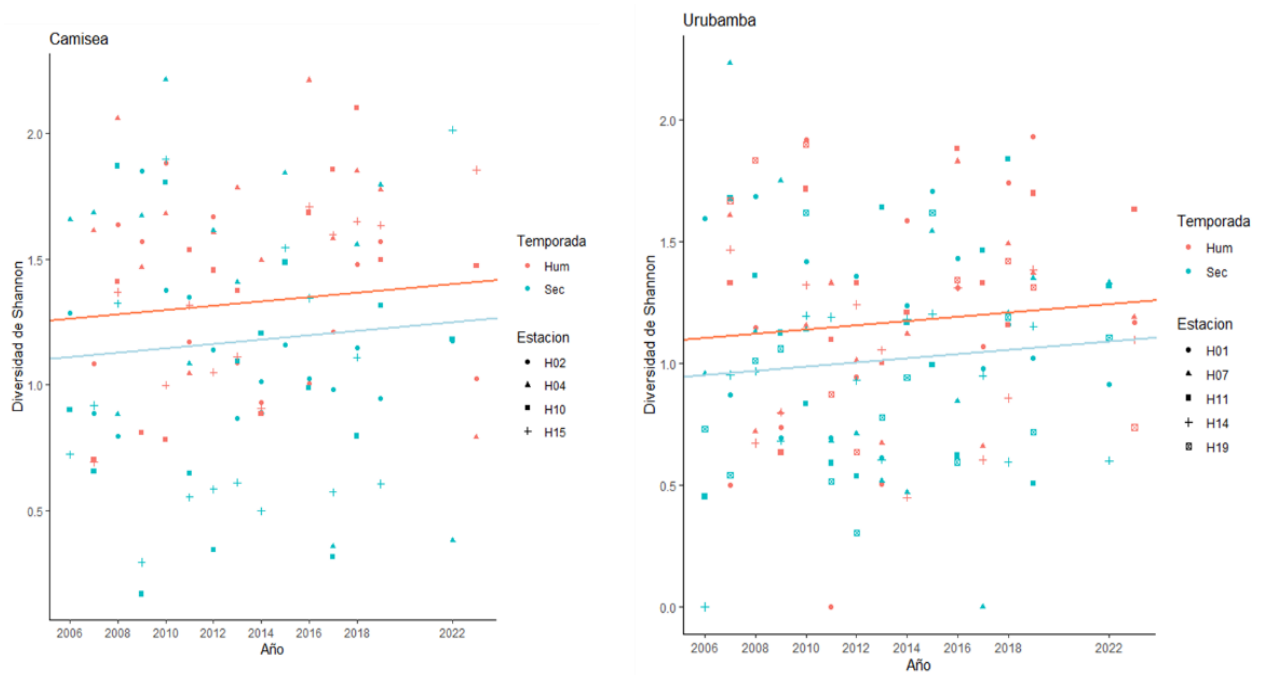 Camisea
Diversidad de Shannon
2.0
1.5
1.0
0.5
2006 2008 2010 2012 2014 2016 2018 2022
Año
Temporada
Hum
Sec
Estacion
H02
H04
H10
H15
Urubamba
Diversidad de Shannon
2.0
1.5
1.0
0.5
0.0
2006 2008 2010 2012 2014 2016 2018 2022
Año
Temporada
Hum
Sec
Estacion
H01
H07
H11
H14
H19